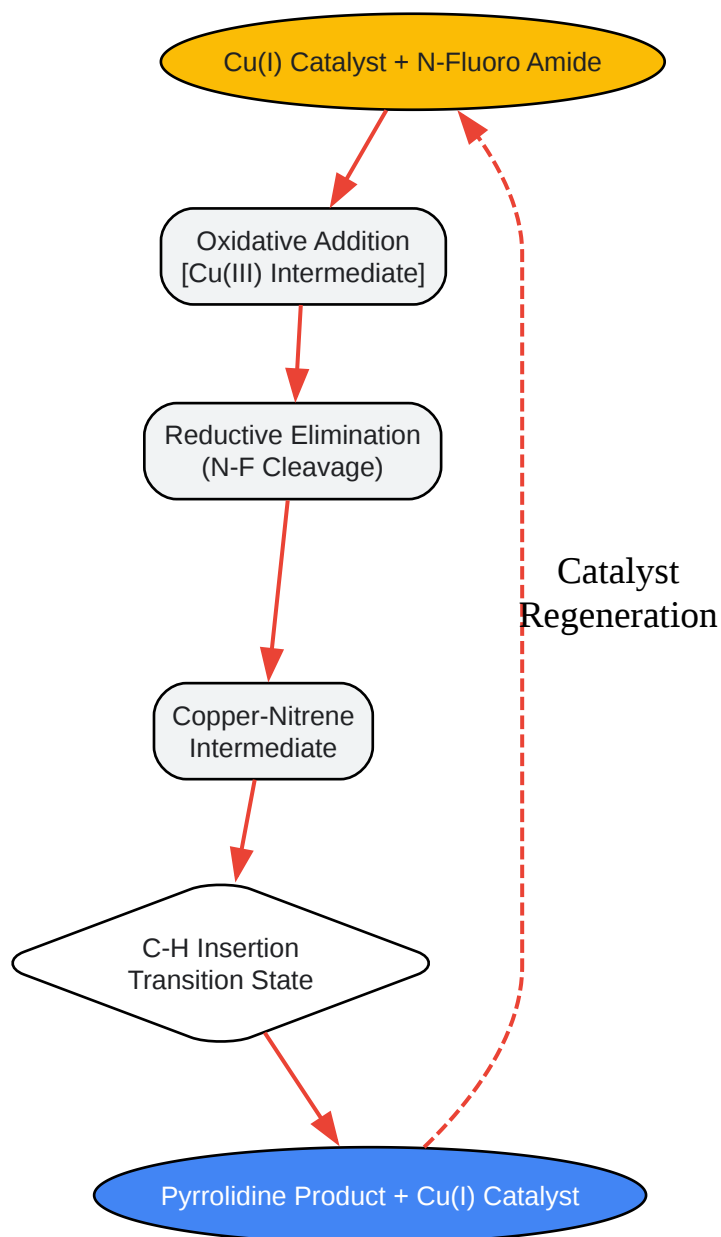 Cu(I) Catalyst + N-Fluoro Amide
Oxidative Addition
[Cu(III) Intermediate]
Reductive Elimination
(N-F Cleavage)
Catalyst
Regeneration
Copper-Nitrene
Intermediate
C-H Insertion
Transition State
Pyrrolidine Product + Cu(I) Catalyst